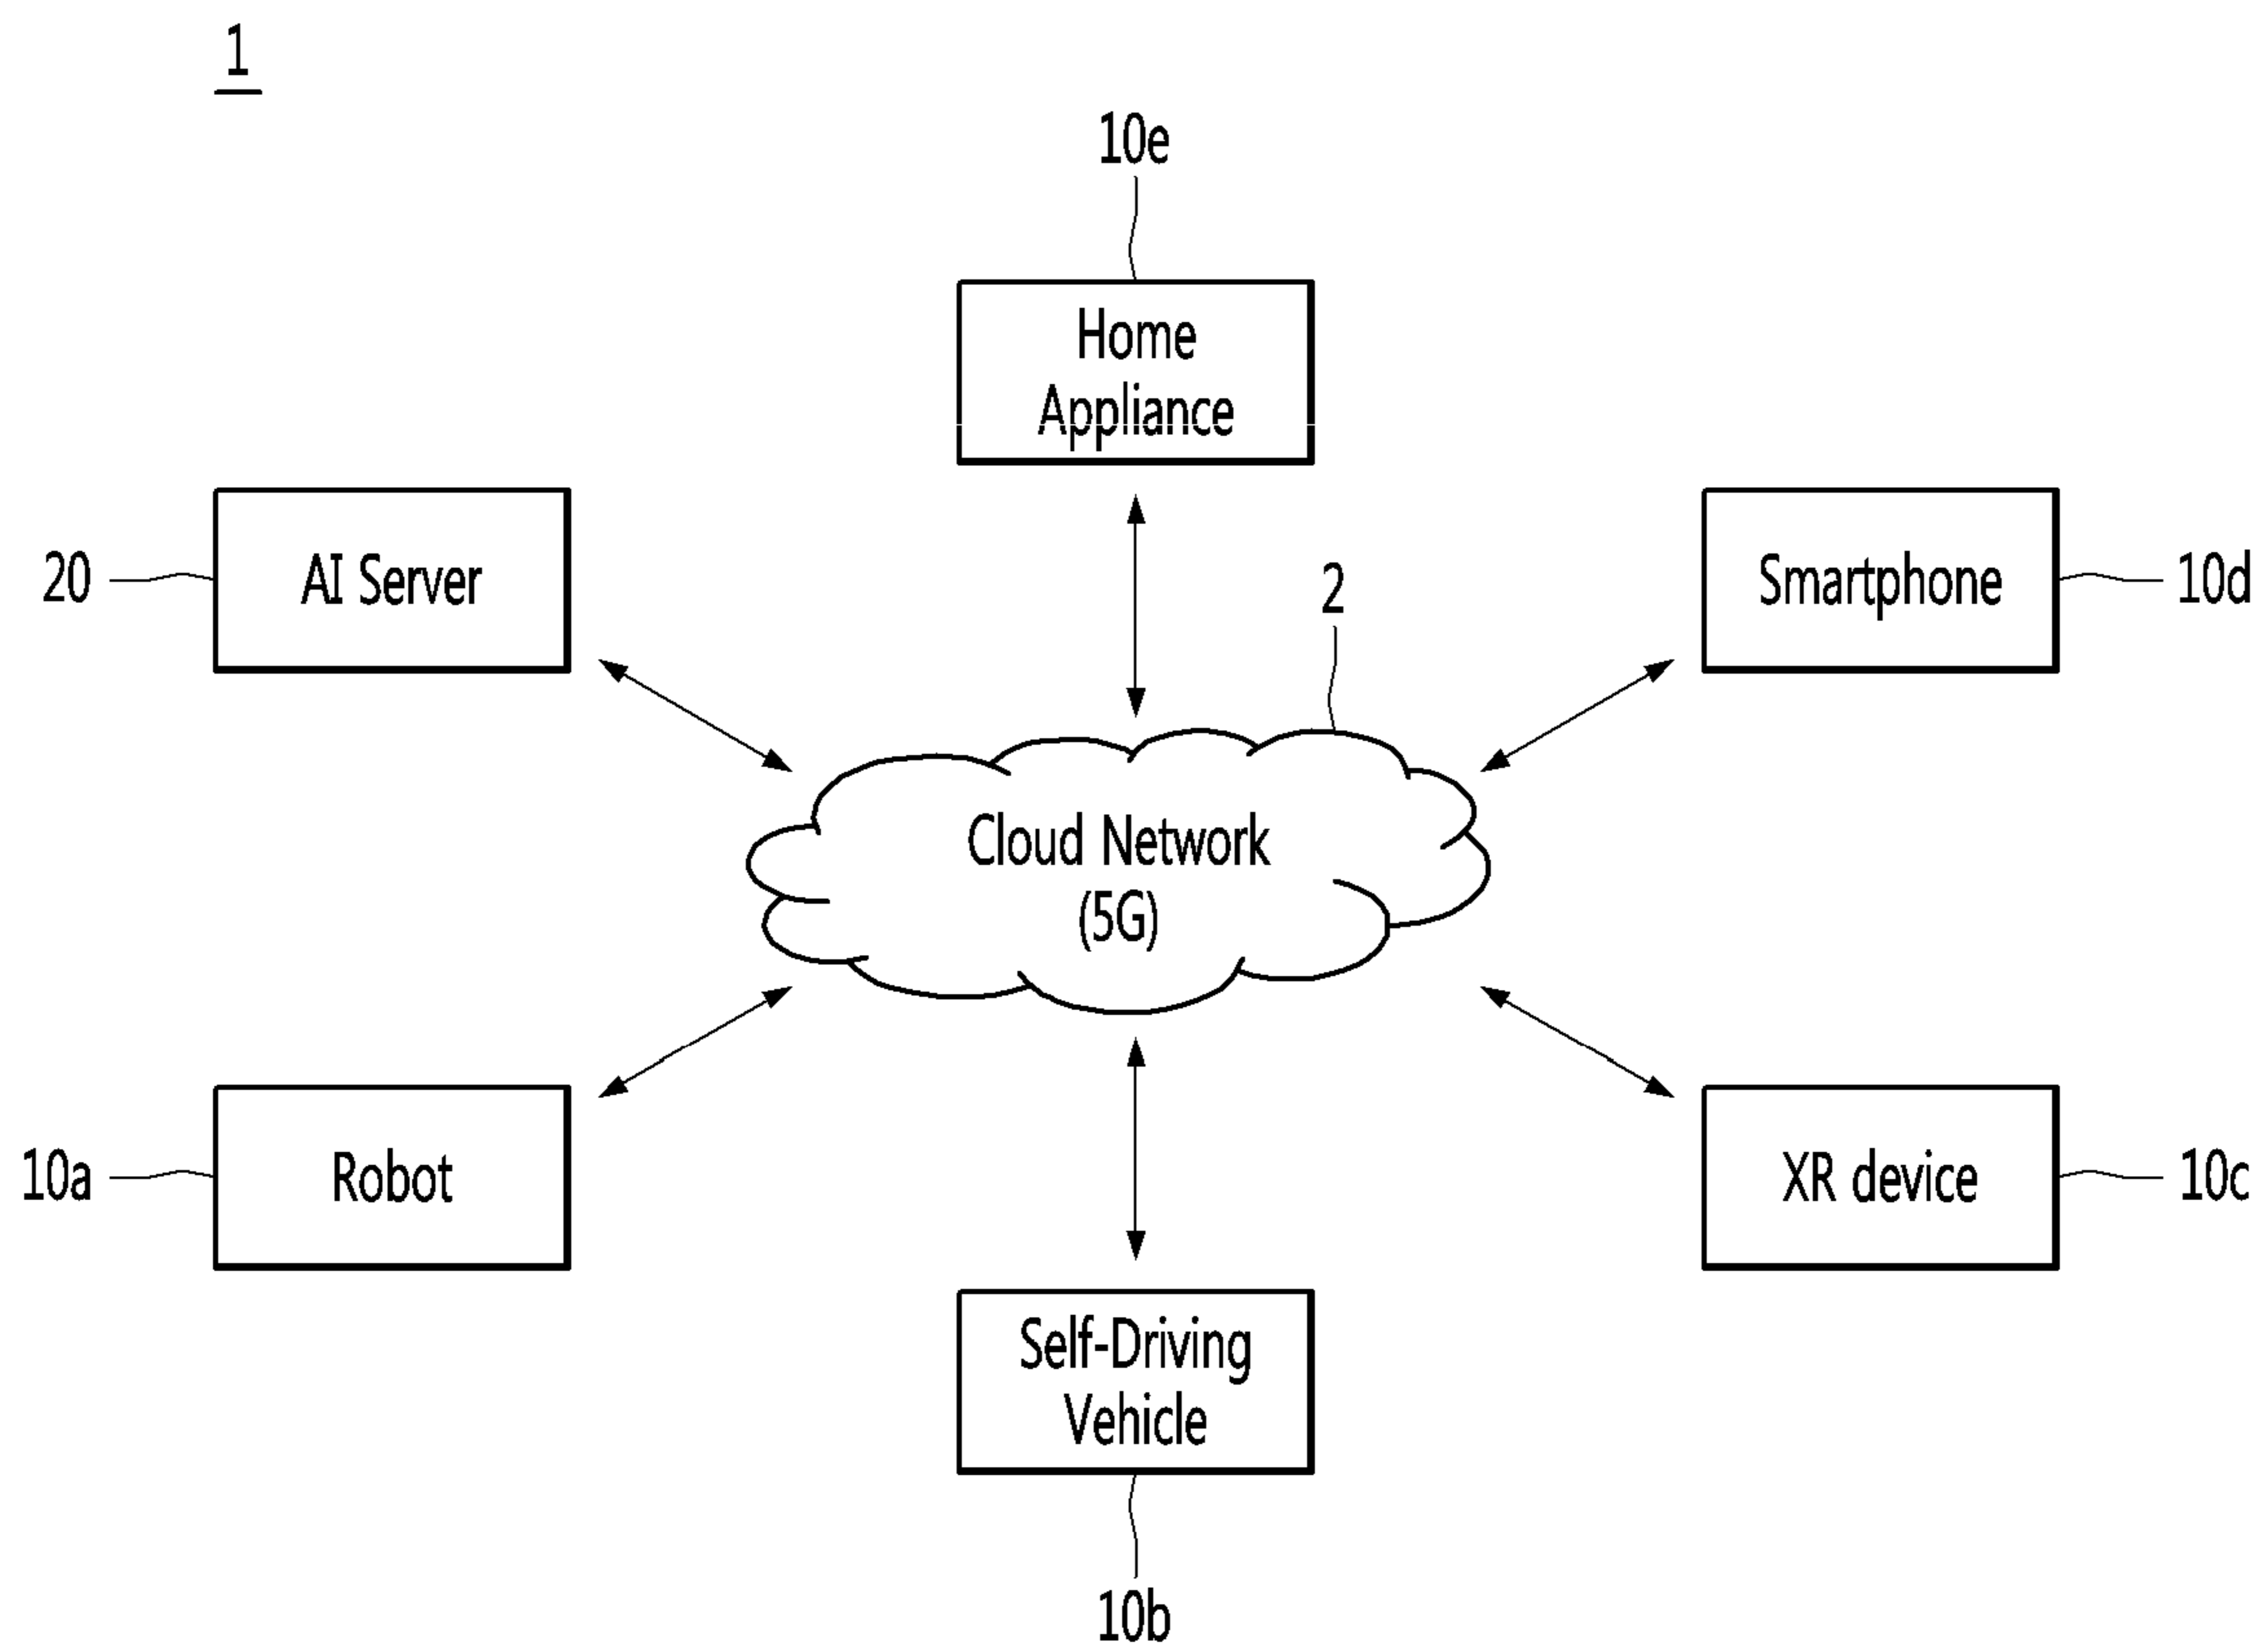 1
10e
Home
Appliance
20
AI Server
2
Smartphone
10d
Cloud Network
(5G)
10a
Robot
XR device
10c
Self-Driving
Vehicle
10b